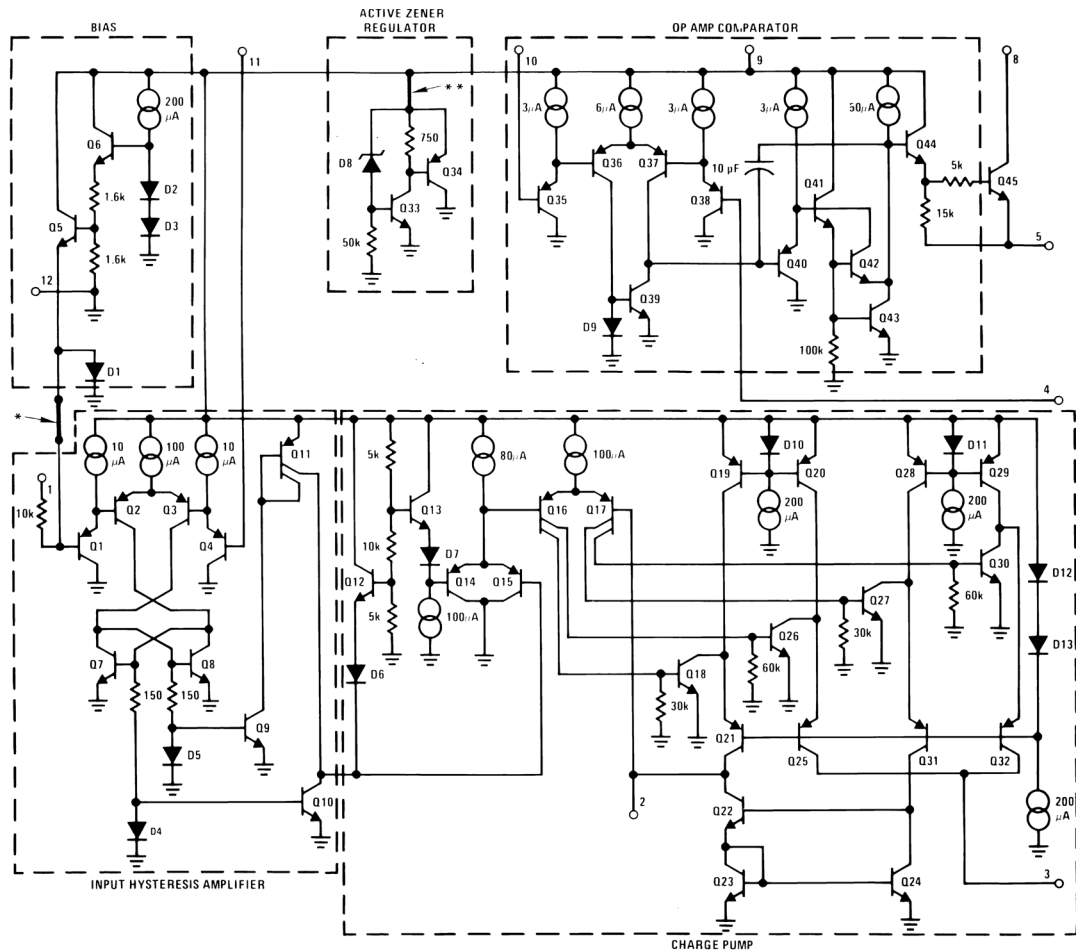 BIAS
ACTIVE ZENER
REGULATOR
OP AMP COMPARATOR
11
10
9
8
200
μA
* *
3μA
6μA
3μA
3μA
50μA
Q6
D8
750
Q34
Q36
Q37
10 μF
Q44
5k
Q45
1.6k
D2
Q35
Q38
Q41
15k
Q5
D3
Q33
5
1.6k
50k
Q40
Q42
12
Q39
D9
Q43
100k
D1
4
*
10
μA
100
μA
10
μA
Q11
5k
80μA
100μA
D10
D11
Q19
Q20
Q28
Q29
1
200
μA
200
μA
10k
Q2
Q3
Q13
Q16
Q17
Q1
Q4
10k
D7
Q30
Q12
Q14
Q15
D12
5k
100μA
Q27
60k
30k
Q26
D13
Q7
Q8
D6
Q18
60k
150
150
30k
Q9
Q21
Q25
Q31
Q32
D5
2
Q10
Q22
200
μA
D4
3
Q23
Q24
INPUT HYSTERESIS AMPLIFIER
CHARGE PUMP